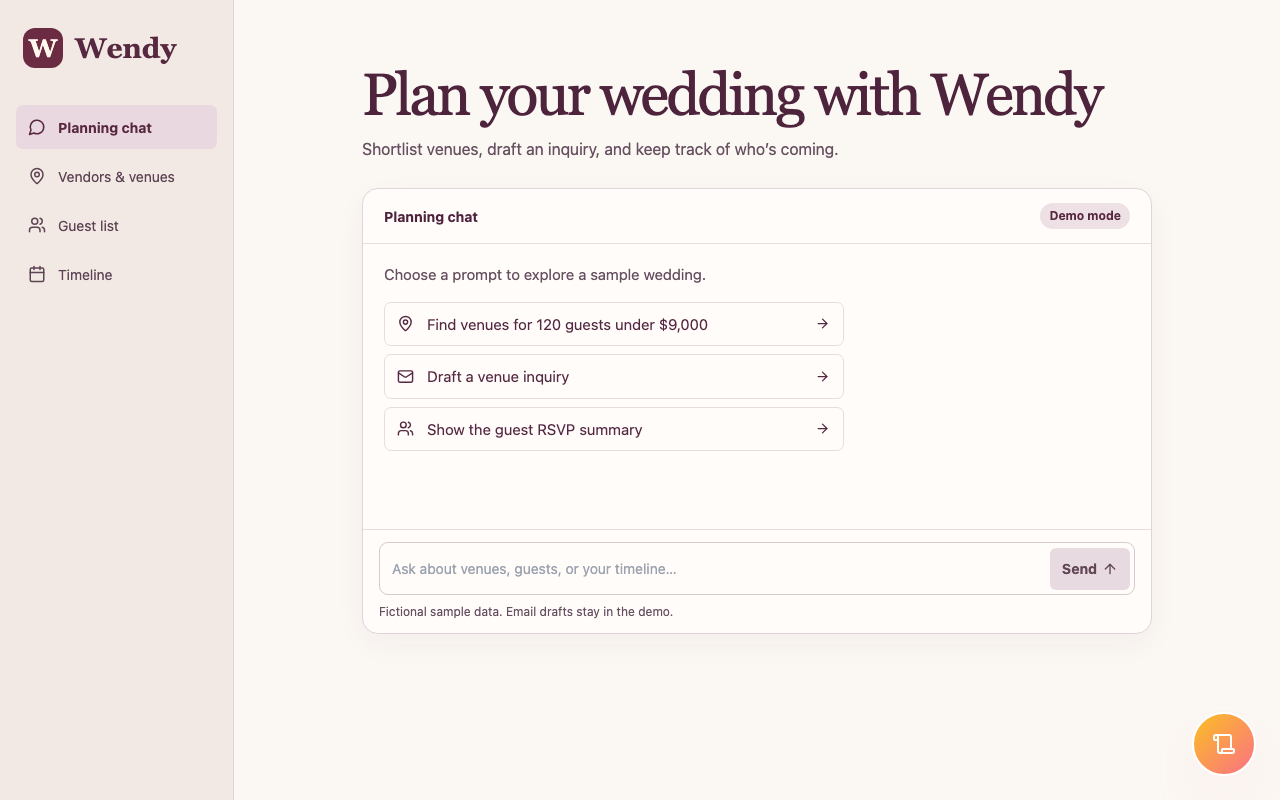 W Wendy
Planning chat
Vendors & venues
Guest list
Timeline
Plan your wedding with Wendy
Shortlist venues, draft an inquiry, and keep track of who’s coming.
Planning chat
Demo mode
Choose a prompt to explore a sample wedding.
Find venues for 120 guests under $9,000
Draft a venue inquiry
Show the guest RSVP summary
Ask about venues, guests, or your timeline…
Send
Fictional sample data. Email drafts stay in the demo.